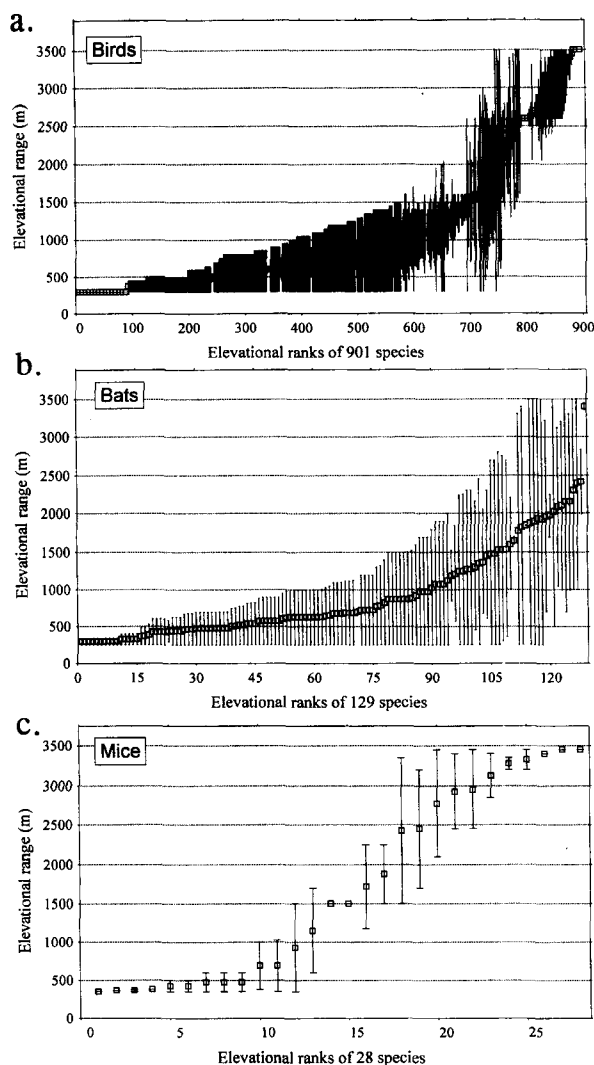 a.
Birds
Elevational range (m)
3500
3000
2500
2000
1500
1000
500
0
0 100 200 300 400 500 600 700 800 900
Elevational ranks of 901 species
b.
Bats
Elevational range (m)
3500
3000
2500
2000
1500
1000
500
0
0 15 30 45 60 75 90 105 120
Elevational ranks of 129 species
c.
Mice
Elevational range (m)
3500
3000
2500
2000
1500
1000
500
0
0 5 10 15 20 25
Elevational ranks of 28 species